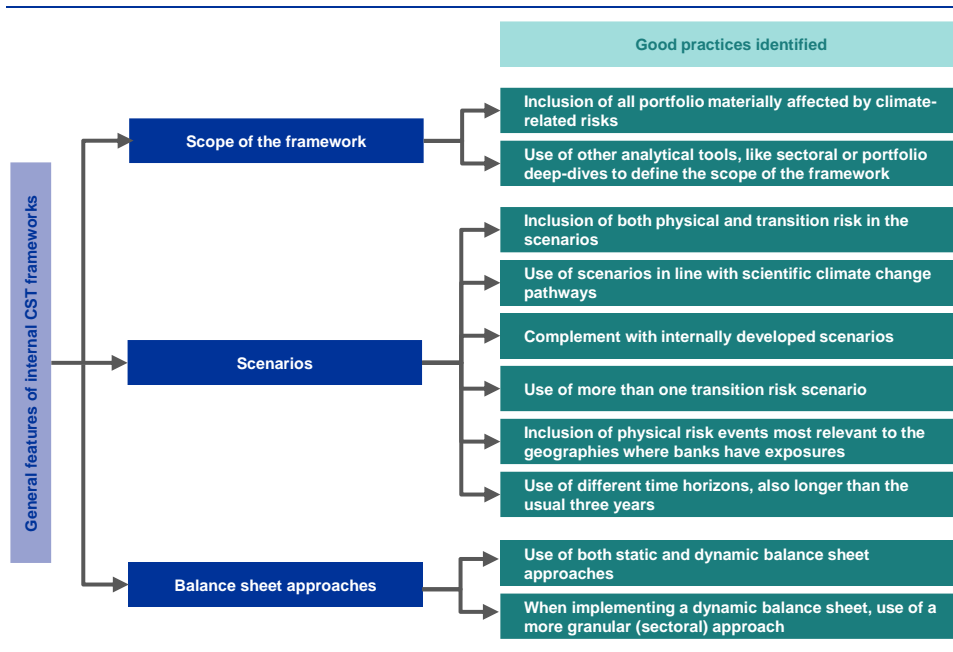 Good practices identified
General features of internal CST frameworks
Scope of the framework
Inclusion of all portfolio materially affected by climate-
related risks
Use of other analytical tools, like sectoral or portfolio
deep-dives to define the scope of the framework
Scenarios
Inclusion of both physical and transition risk in the
scenarios
Use of scenarios in line with scientific climate change
pathways
Complement with internally developed scenarios
Use of more than one transition risk scenario
Inclusion of physical risk events most relevant to the
geographies where banks have exposures
Use of different time horizons, also longer than the
usual three years
Balance sheet approaches
Use of both static and dynamic balance sheet
approaches
When implementing a dynamic balance sheet, use of a
more granular (sectoral) approach